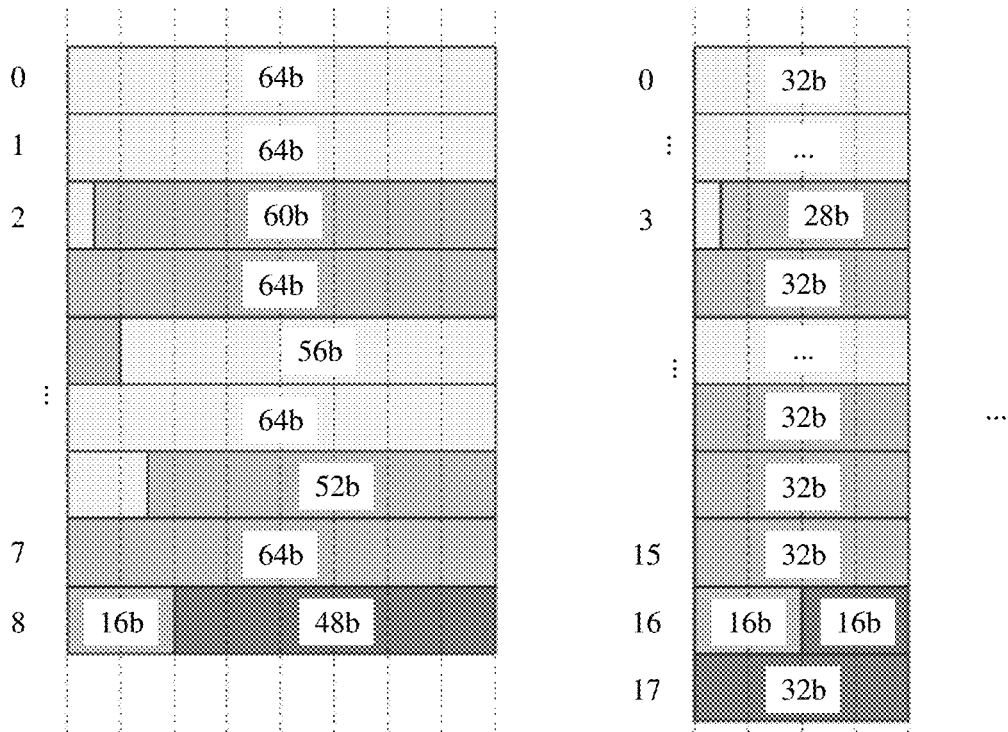 0 64b
1 64b
2 60b
64b
56b
⋮
64b
52b
7 64b
8 16b 48b
0 32b
⋮ ...
3 28b
32b
⋮ ...
32b
...
32b
15 32b
16 16b 16b
17 32b